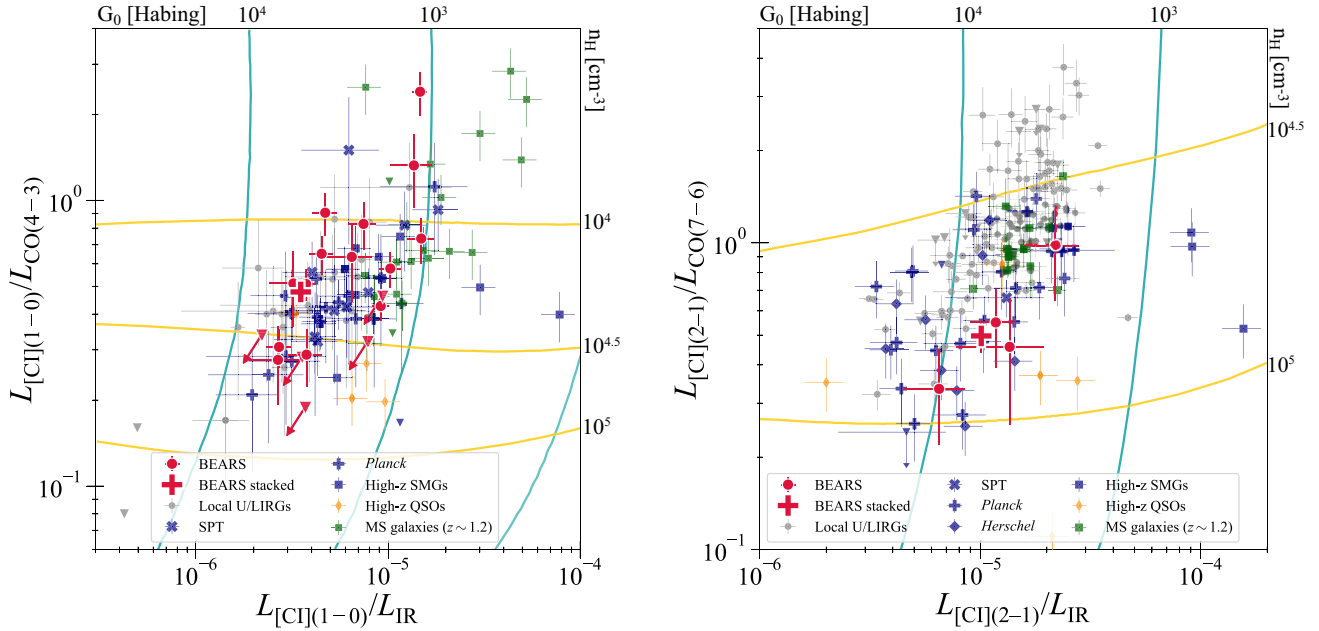 G₀ [Habing] 10⁴ 10³
n_H [cm⁻³]
L_[CI](1−0)/L_CO(4−3)
10⁰
10⁻¹
10⁴
10^4.5
10⁵
BEARS
BEARS stacked
Local U/LIRGs
SPT
Planck
High-z SMGs
High-z QSOs
MS galaxies (z ∼ 1.2)
10⁻⁶ 10⁻⁵ 10⁻⁴
L_[CI](1−0)/L_IR
G₀ [Habing] 10⁴ 10³
n_H [cm⁻³]
L_[CI](2−1)/L_CO(7−6)
10⁰
10⁻¹
10^4.5
10⁵
BEARS
BEARS stacked
Local U/LIRGs
SPT
Planck
Herschel
High-z SMGs
High-z QSOs
MS galaxies (z ∼ 1.2)
10⁻⁵ 10⁻⁴
L_[CI](2−1)/L_IR